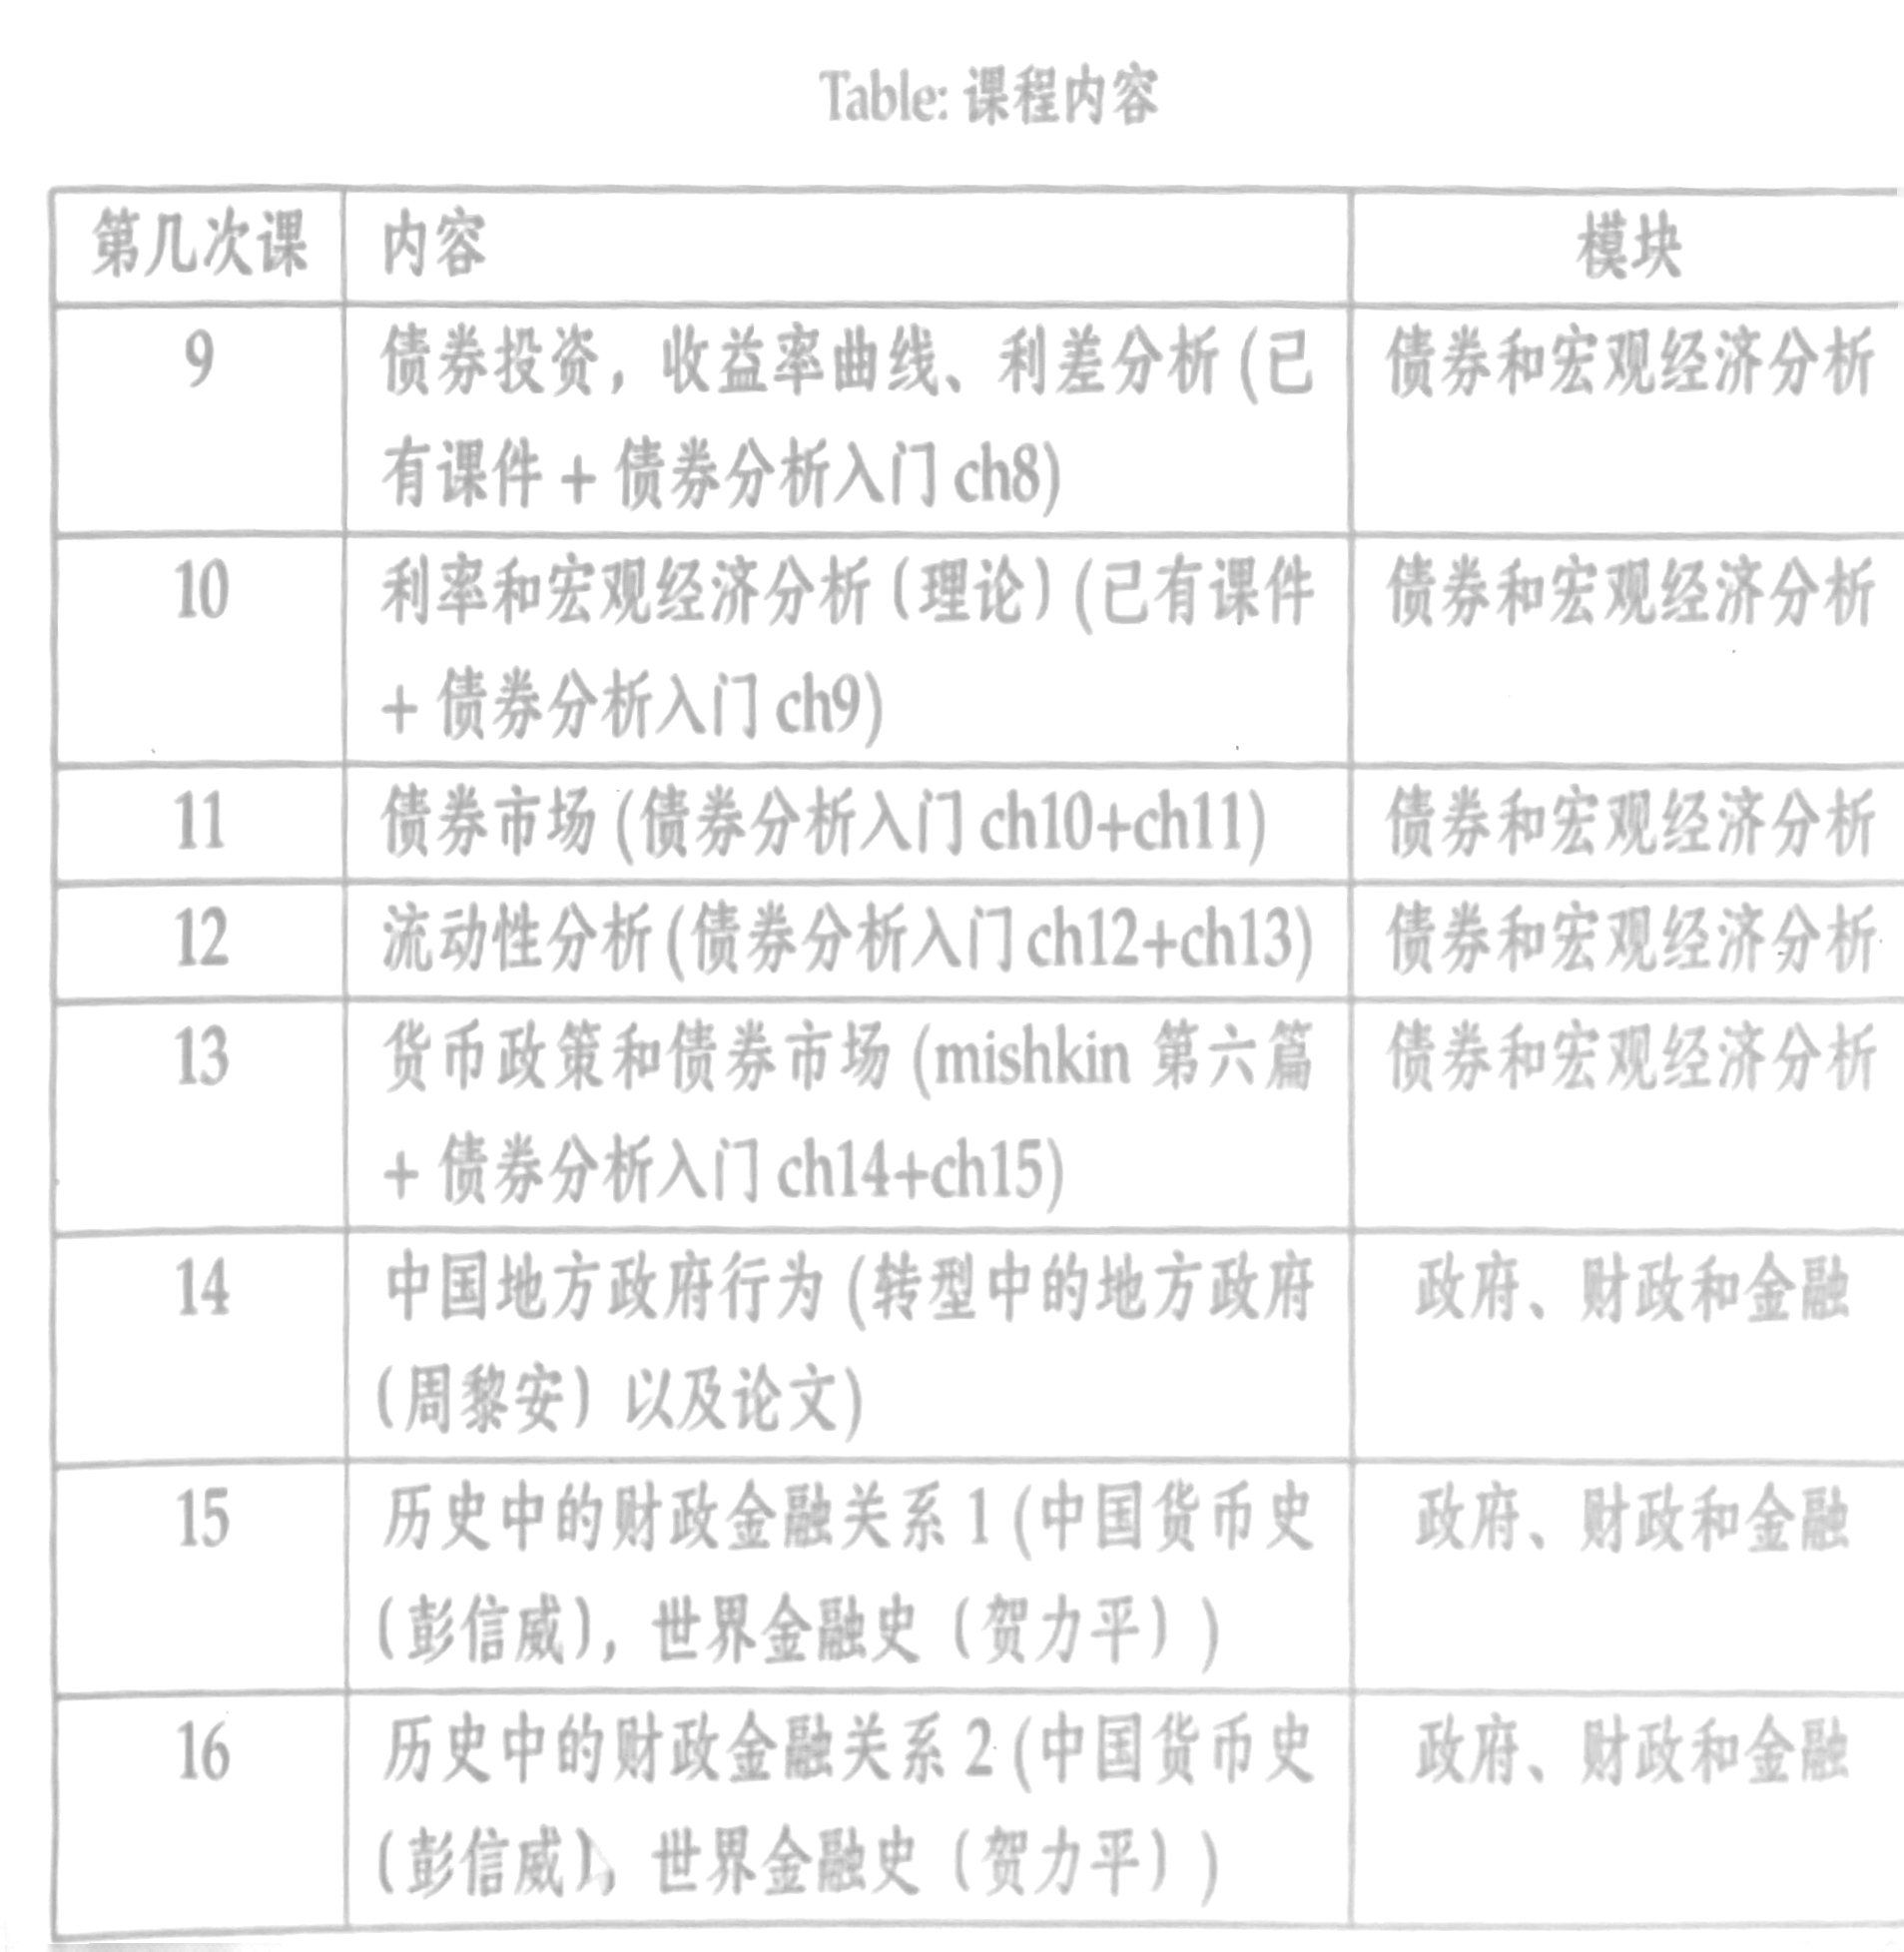 Table: 课程内容
第几次课 内容 模块
9 债券投资，收益率曲线、利差分析 (已 债券和宏观经济分析
有课件 + 债券分析入门 ch8)
10 利率和宏观经济分析（理论）(已有课件 债券和宏观经济分析
+ 债券分析入门 ch9)
11 债券市场 (债券分析入门 ch10+ch11) 债券和宏观经济分析
12 流动性分析 (债券分析入门 ch12+ch13) 债券和宏观经济分析
13 货币政策和债券市场 (mishkin 第六篇 债券和宏观经济分析
+ 债券分析入门 ch14+ch15)
14 中国地方政府行为 (转型中的地方政府 政府、财政和金融
（周黎安）以及论文)
15 历史中的财政金融关系 1 (中国货币史 政府、财政和金融
（彭信威），世界金融史（贺力平）)
16 历史中的财政金融关系 2 (中国货币史 政府、财政和金融
（彭信威），世界金融史（贺力平）)